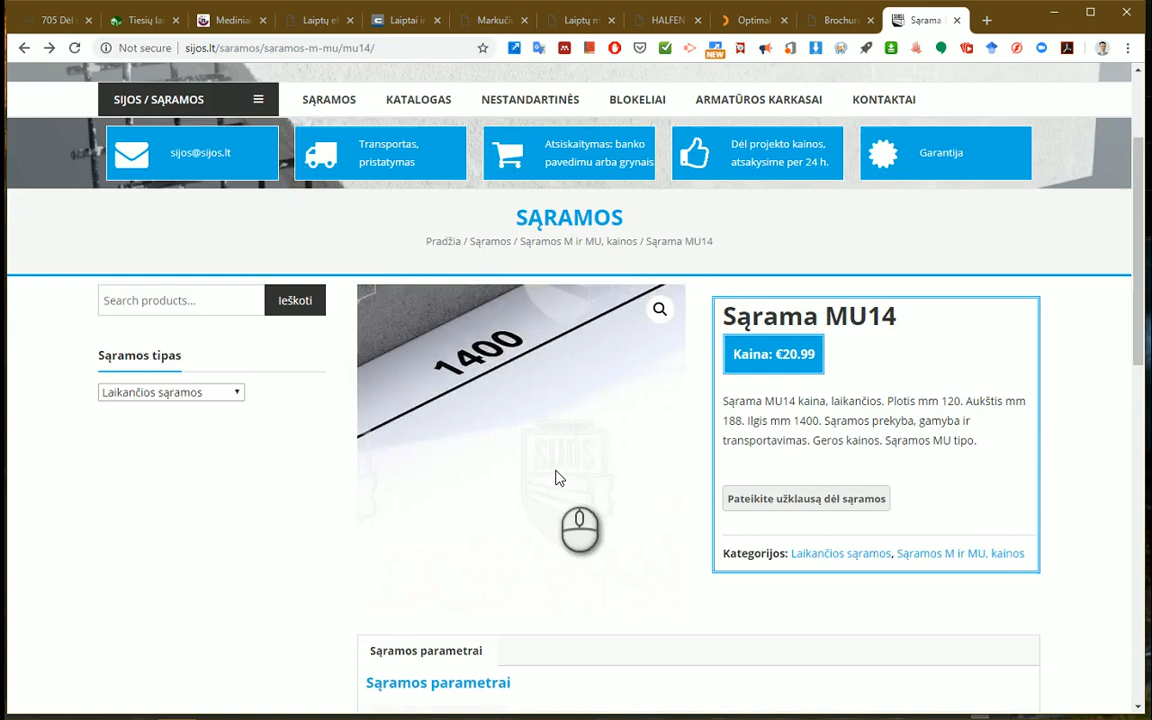 705 Del
Tiesių la
Mediniai
Laiptų el
Laiptai ir
Markučiu
Laiptų m
HALFEN
Optimal
Brochure
Sąrama
Not secure
sijos.lt/saramos/saramos-m-mu/mu14/
NEW
SIJOS / SĄRAMOS
SĄRAMOS
KATALOGAS
NESTANDARTINĖS
BLOKELIAI
ARMATŪROS KARKASAI
KONTAKTAI
sijos@sijos.lt
Transportas,
pristatymas
Atsiskaitymas: banko
pavedimu arba grynais
Dėl projekto kainos,
atsakysime per 24 h.
Garantija
SĄRAMOS
Pradžia / Sąramos / Sąramos M ir MU, kainos / Sąrama MU14
Search products...
Ieškoti
Sąramos tipas
Laikančios sąramos
1400
SIJOS
Sąrama MU14
Kaina: €20.99
Sąrama MU14 kaina, laikančios. Plotis mm 120. Aukštis mm
188. Ilgis mm 1400. Sąramos prekyba, gamyba ir
transportavimas. Geros kainos. Sąramos MU tipo.
Pateikite užklausą dėl sąramos
Kategorijos: Laikančios sąramos, Sąramos M ir MU, kainos
Sąramos parametrai
Sąramos parametrai